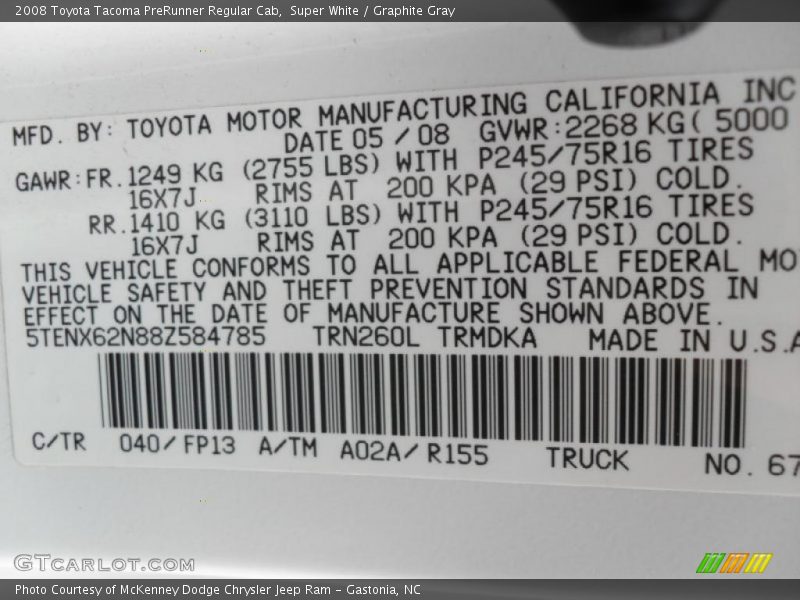 2008 Toyota Tacoma PreRunner Regular Cab,  Super White / Graphite Gray
MFD. BY: TOYOTA MOTOR MANUFACTURING CALIFORNIA INC
DATE 05 / 08 GVWR:2268 KG( 5000
GAWR:FR.1249 KG (2755 LBS) WITH P245/75R16 TIRES
16X7J RIMS AT 200 KPA (29 PSI) COLD.
RR.1410 KG (3110 LBS) WITH P245/75R16 TIRES
16X7J RIMS AT 200 KPA (29 PSI) COLD.
THIS VEHICLE CONFORMS TO ALL APPLICABLE FEDERAL MO
VEHICLE SAFETY AND THEFT PREVENTION STANDARDS IN
EFFECT ON THE DATE OF MANUFACTURE SHOWN ABOVE.
5TENX62N88Z584785 TRN260L TRMDKA MADE IN U.S.A
C/TR 040/FP13 A/TM A02A/R155 TRUCK NO. 67
GTCARLOT.COM
Photo Courtesy of McKenney Dodge Chrysler Jeep Ram - Gastonia, NC